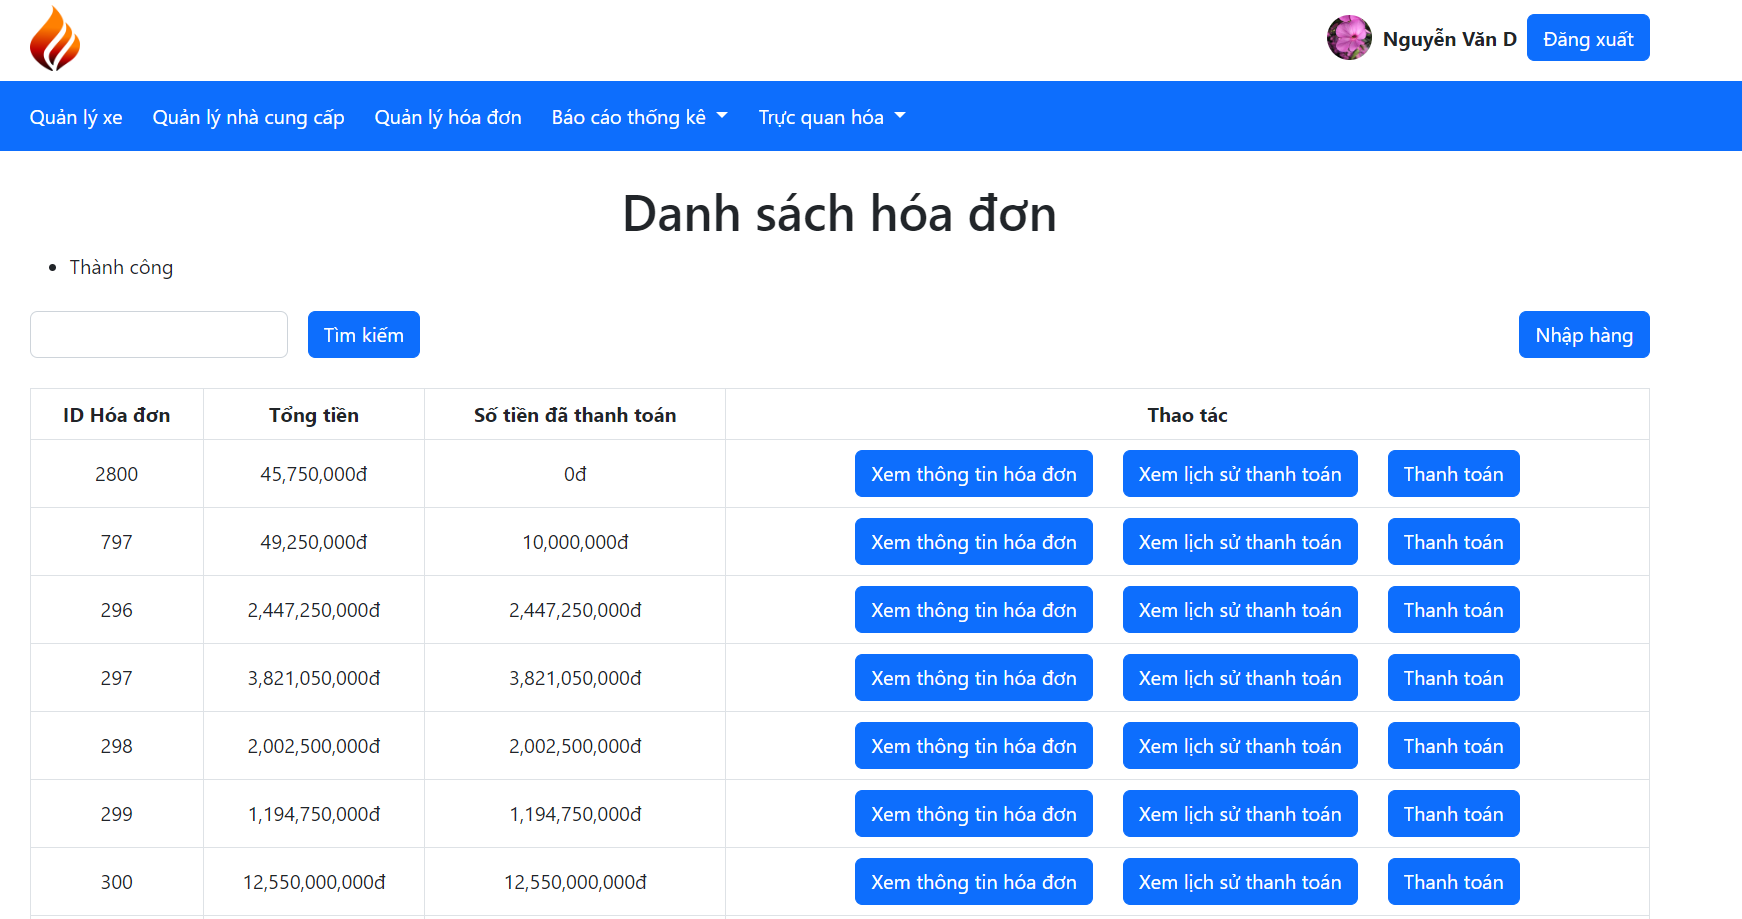 Nguyễn Văn D Đăng xuất
Quản lý xe Quản lý nhà cung cấp Quản lý hóa đơn Báo cáo thống kê Trực quan hóa
Danh sách hóa đơn
Thành công
Tìm kiếm Nhập hàng
ID Hóa đơn Tổng tiền Số tiền đã thanh toán Thao tác
2800 45,750,000đ 0đ Xem thông tin hóa đơn Xem lịch sử thanh toán Thanh toán
797 49,250,000đ 10,000,000đ Xem thông tin hóa đơn Xem lịch sử thanh toán Thanh toán
296 2,447,250,000đ 2,447,250,000đ Xem thông tin hóa đơn Xem lịch sử thanh toán Thanh toán
297 3,821,050,000đ 3,821,050,000đ Xem thông tin hóa đơn Xem lịch sử thanh toán Thanh toán
298 2,002,500,000đ 2,002,500,000đ Xem thông tin hóa đơn Xem lịch sử thanh toán Thanh toán
299 1,194,750,000đ 1,194,750,000đ Xem thông tin hóa đơn Xem lịch sử thanh toán Thanh toán
300 12,550,000,000đ 12,550,000,000đ Xem thông tin hóa đơn Xem lịch sử thanh toán Thanh toán